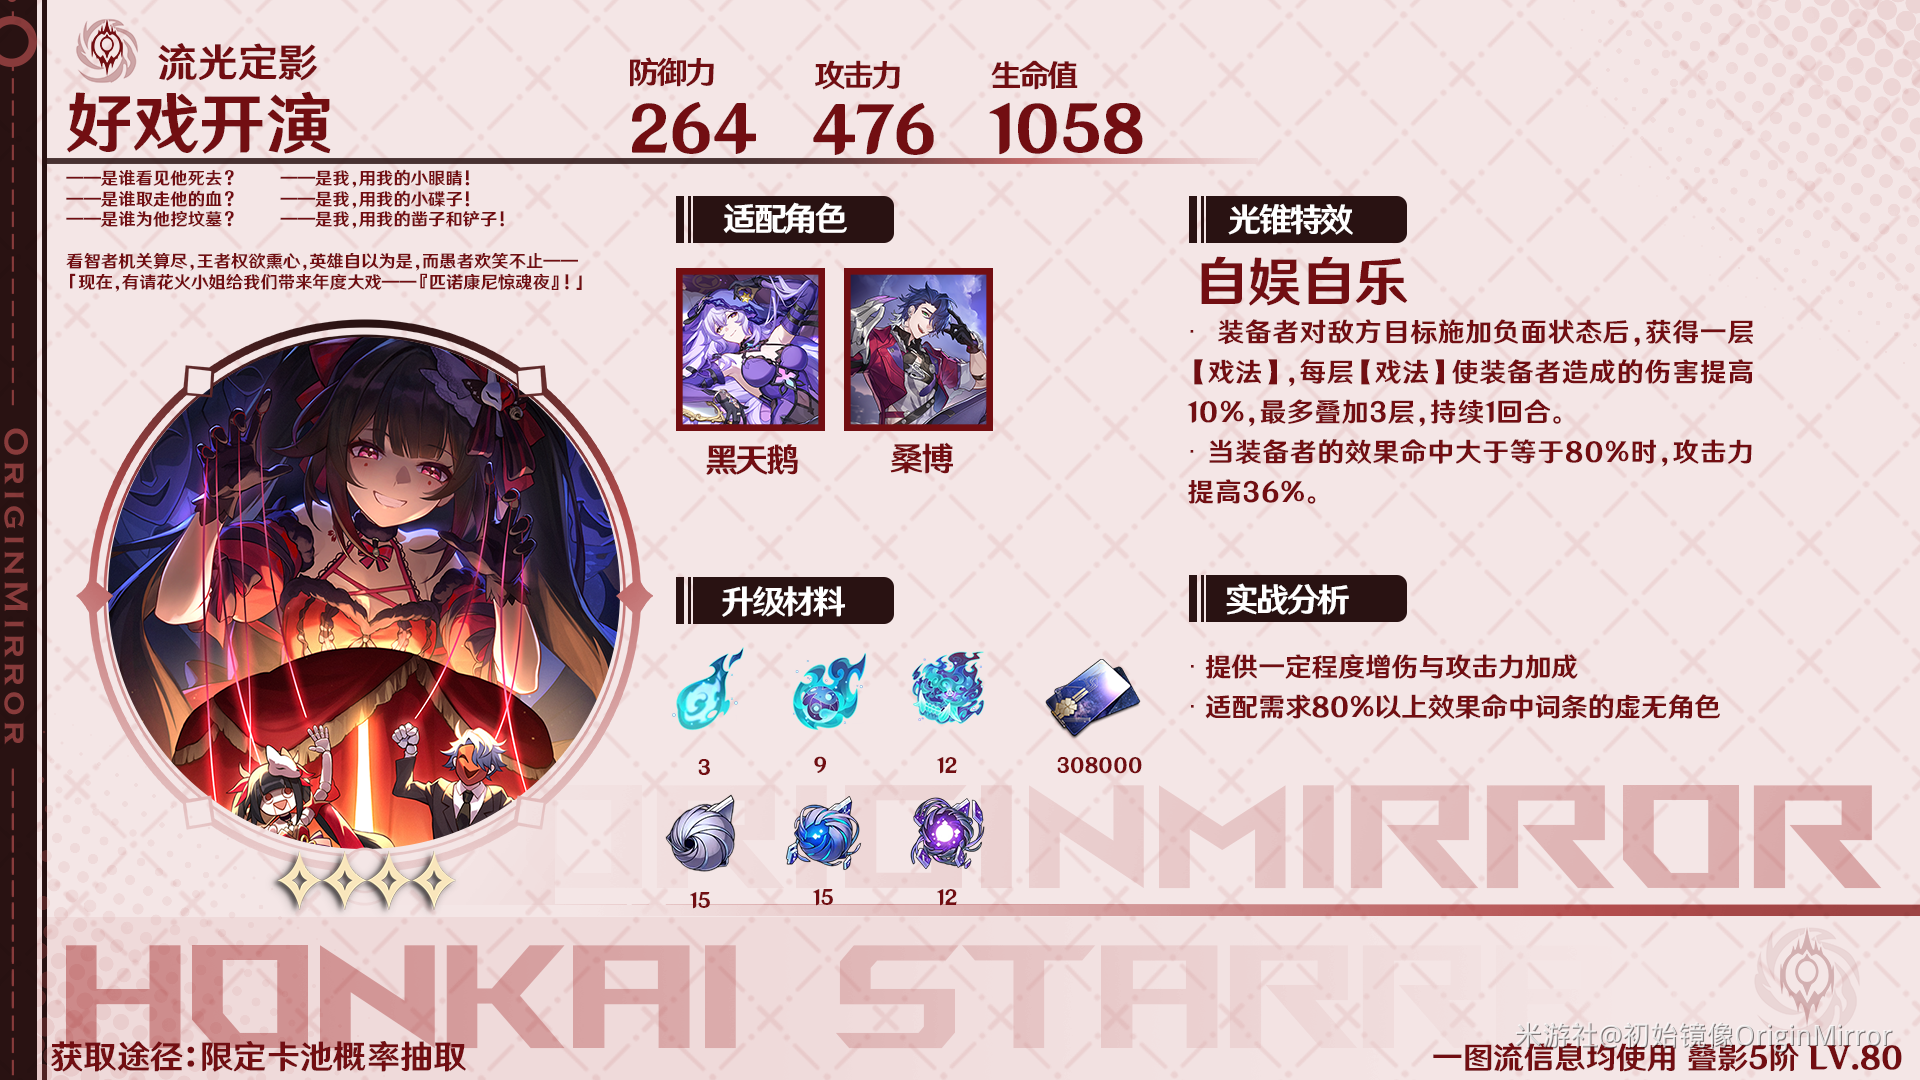 流光定影
好戏开演
防御力
264
攻击力
476
生命值
1058
——是谁看见他死去? ——是我,用我的小眼睛!
——是谁取走他的血? ——是我,用我的小碟子!
——是谁为他挖坟墓? ——是我,用我的凿子和铲子!
看智者机关算尽,王者权欲熏心,英雄自以为是,而愚者欢笑不止——
「现在,有请花火小姐给我们带来年度大戏——『匹诺康尼惊魂夜』!」
适配角色
黑天鹅
桑博
升级材料
3
9
12
308000
15
15
12
光锥特效
自娱自乐
· 装备者对敌方目标施加负面状态后,获得一层
【戏法】,每层【戏法】使装备者造成的伤害提高
10%,最多叠加3层,持续1回合。
· 当装备者的效果命中大于等于80%时,攻击力
提高36%。
实战分析
· 提供一定程度增伤与攻击力加成
· 适配需求80%以上效果命中词条的虚无角色
ORIGINMIRROR
ORIGINMIRROR
HONKAI STARR
获取途径:限定卡池概率抽取
米游社@初始镜像OriginMirror
一图流信息均使用 叠影5阶 LV.80